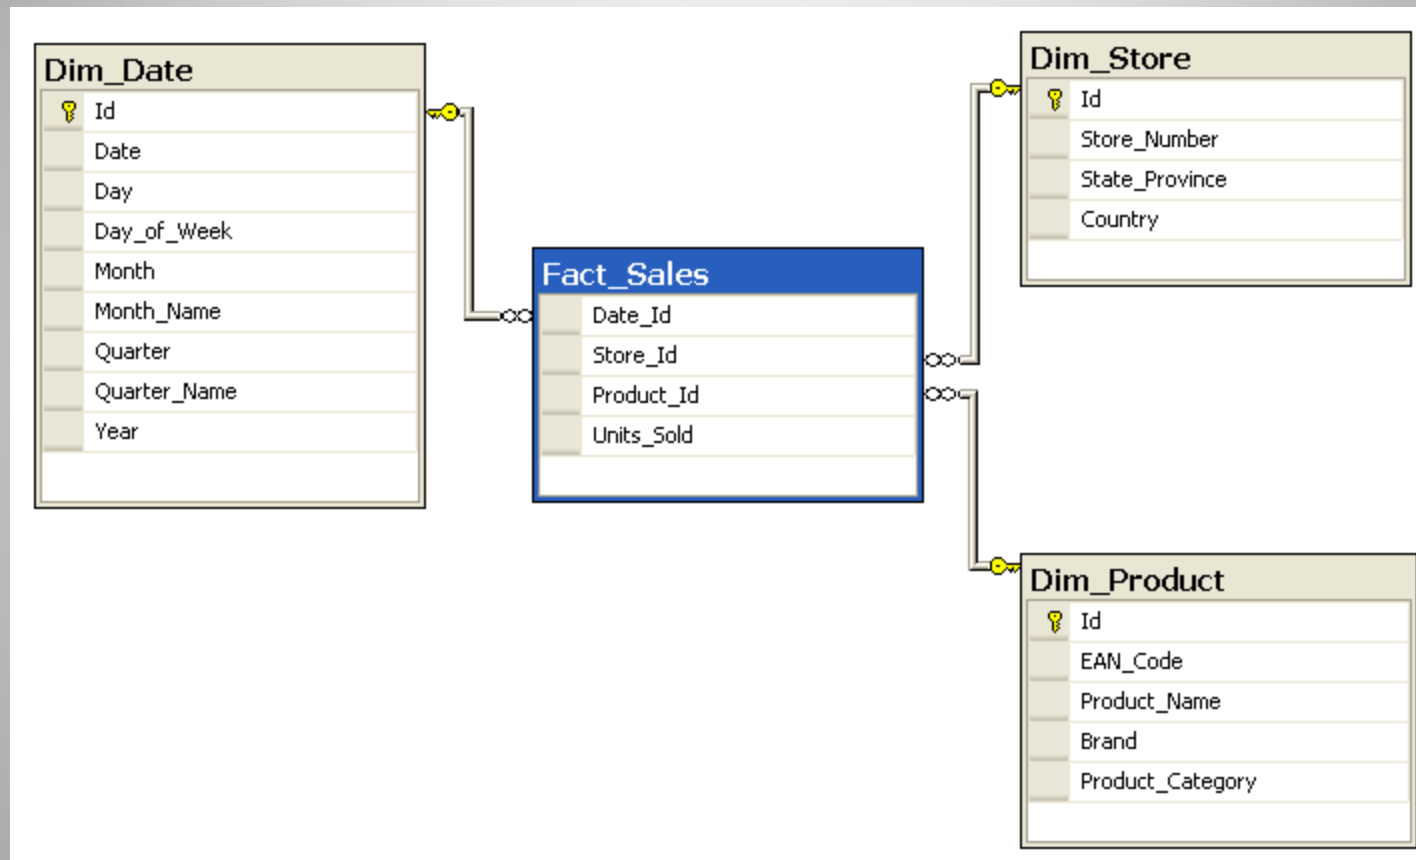 Dim_Date
Id
Date
Day
Day_of_Week
Month
Month_Name
Quarter
Quarter_Name
Year
Fact_Sales
Date_Id
Store_Id
Product_Id
Units_Sold
Dim_Store
Id
Store_Number
State_Province
Country
Dim_Product
Id
EAN_Code
Product_Name
Brand
Product_Category